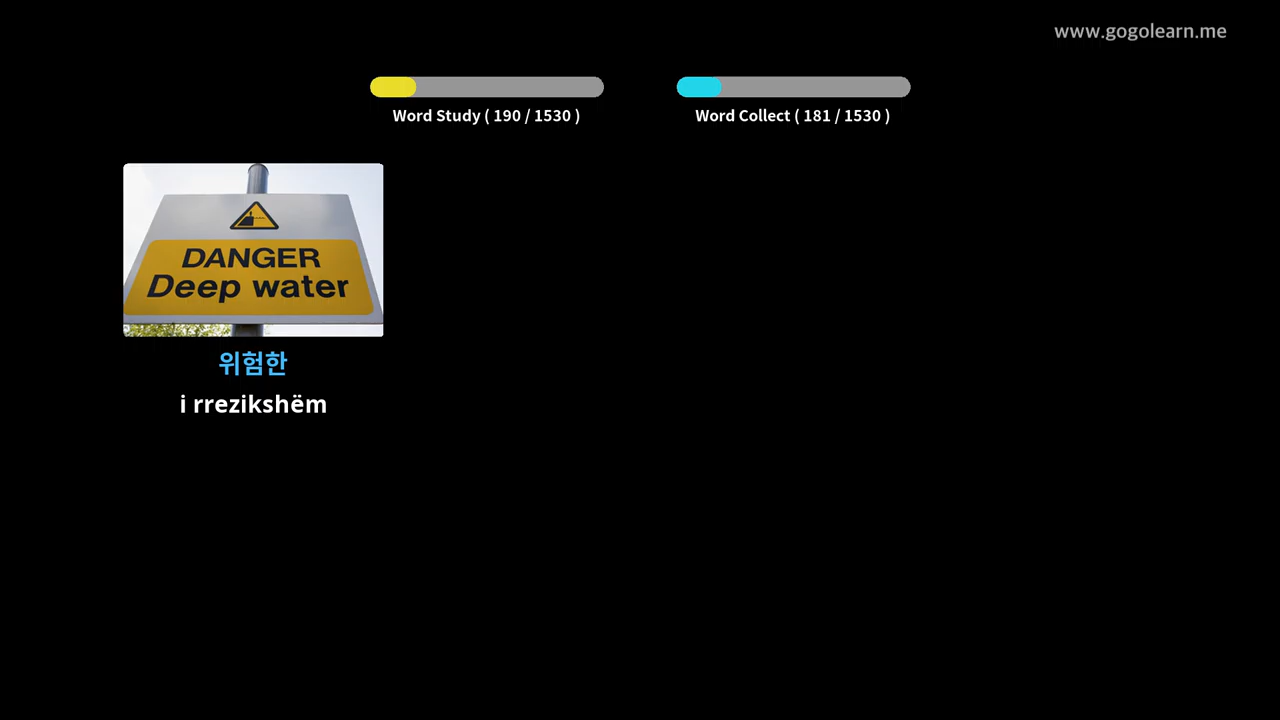 www.gogolearn.me
Word Study ( 190 / 1530 )
Word Collect ( 181 / 1530 )
DANGER
Deep water
위험한
i rrezikshëm